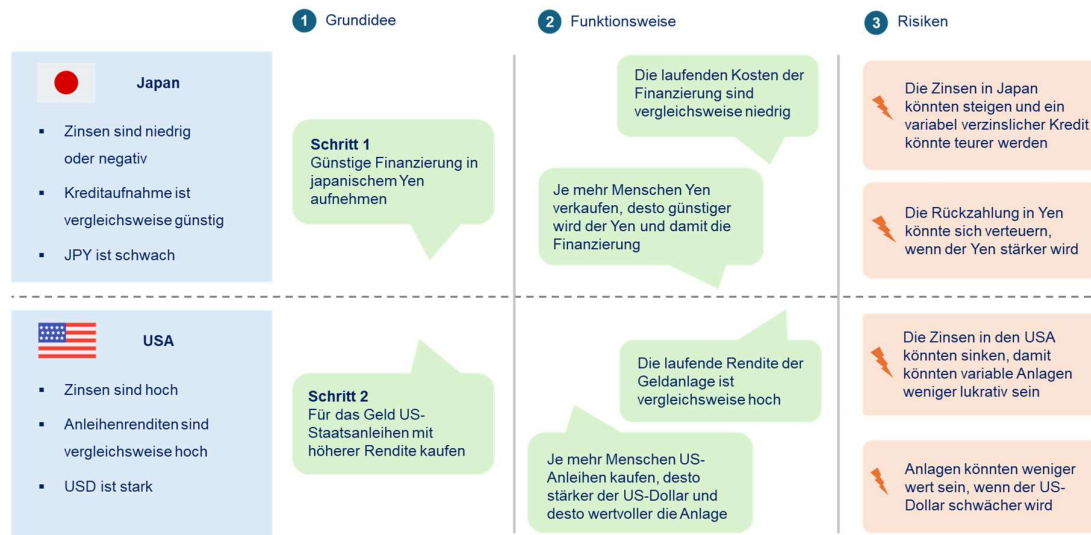 1 Grundidee
2 Funktionsweise
3 Risiken
Japan
▪ Zinsen sind niedrig
oder negativ
▪ Kreditaufnahme ist
vergleichsweise günstig
▪ JPY ist schwach
Schritt 1
Günstige Finanzierung in
japanischem Yen
aufnehmen
Die laufenden Kosten der
Finanzierung sind
vergleichsweise niedrig
Je mehr Menschen Yen
verkaufen, desto günstiger
wird der Yen und damit die
Finanzierung
Die Zinsen in Japan
könnten steigen und ein
variabel verzinslicher Kredit
könnte teurer werden
Die Rückzahlung in Yen
könnte sich verteuern,
wenn der Yen stärker wird
USA
▪ Zinsen sind hoch
▪ Anleihenrenditen sind
vergleichsweise hoch
▪ USD ist stark
Schritt 2
Für das Geld US-
Staatsanleihen mit
höherer Rendite kaufen
Die laufende Rendite der
Geldanlage ist
vergleichsweise hoch
Je mehr Menschen US-
Anleihen kaufen, desto
stärker der US-Dollar und
desto wertvoller die Anlage
Die Zinsen in den USA
könnten sinken, damit
könnten variable Anlagen
weniger lukrativ sein
Anlagen könnten weniger
wert sein, wenn der US-
Dollar schwächer wird